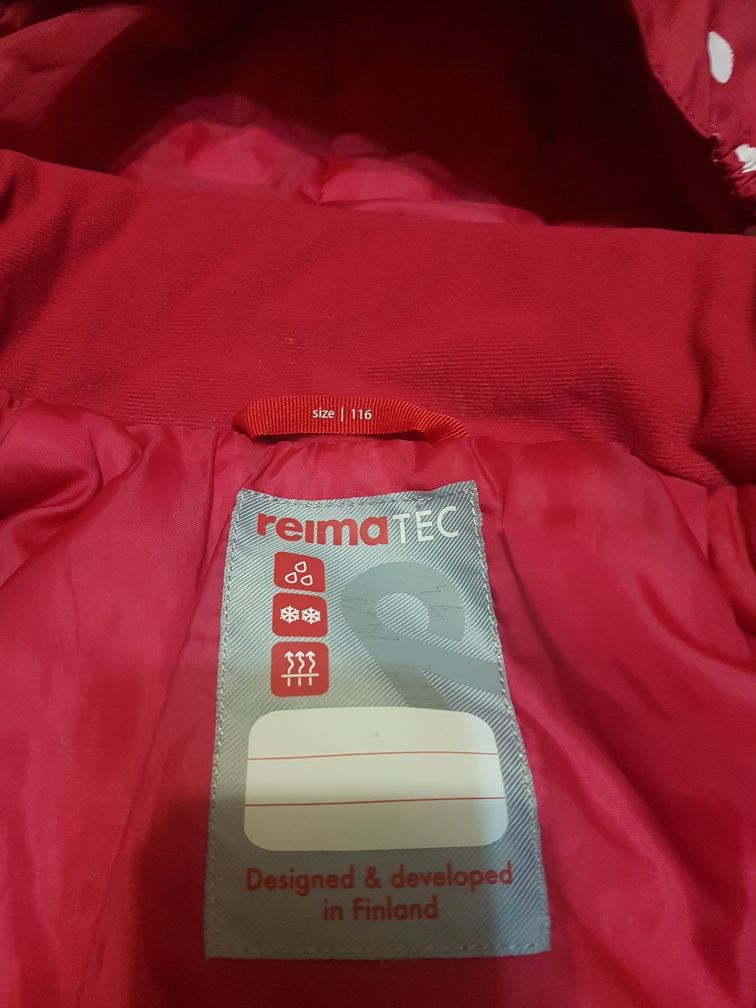 size | 116
reimaTEC
Designed & developed
in Finland